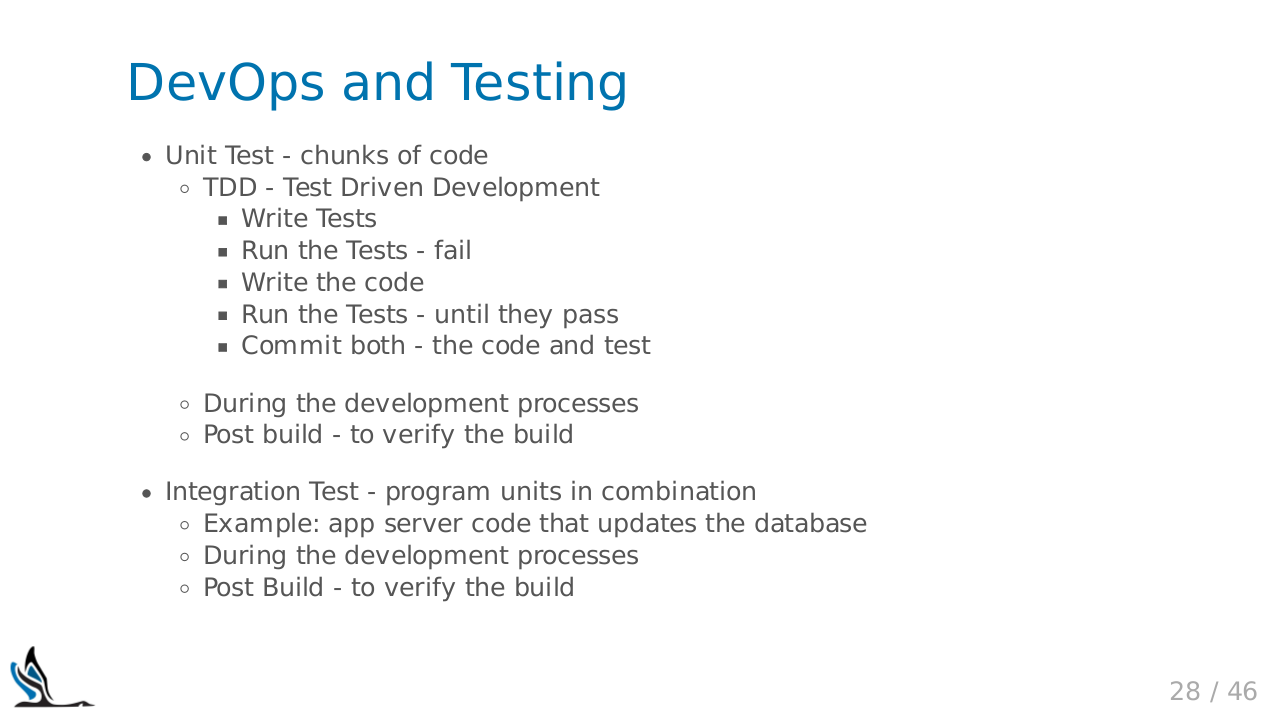 DevOps and Testing
Unit Test - chunks of code
TDD - Test Driven Development
Write Tests
Run the Tests - fail
Write the code
Run the Tests - until they pass
Commit both - the code and test
During the development processes
Post build - to verify the build
Integration Test - program units in combination
Example: app server code that updates the database
During the development processes
Post Build - to verify the build
28 / 46